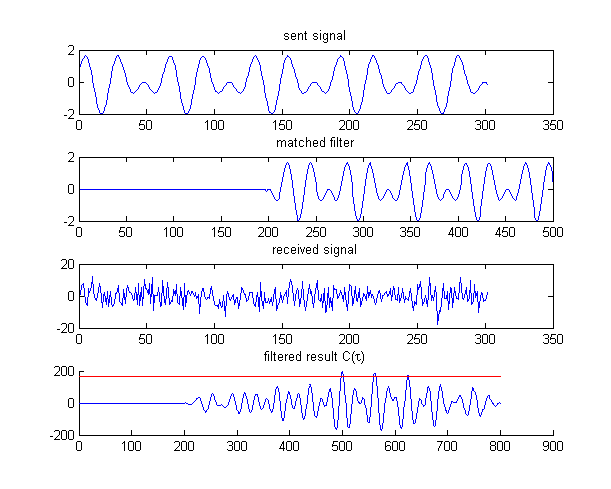 sent signal
2
0
-2
0 50 100 150 200 250 300 350
matched filter
2
0
-2
0 50 100 150 200 250 300 350 400 450 500
received signal
20
0
-20
0 50 100 150 200 250 300 350
filtered result C(τ)
200
0
-200
0 100 200 300 400 500 600 700 800 900